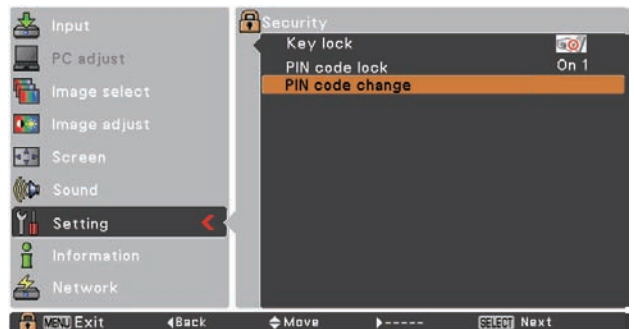 Input
PC adjust
Image select
Image adjust
Screen
Sound
Setting
Information
Network
Security
Key lock
PIN code lock On 1
PIN code change
MENU Exit ◀Back ◆Move ▶----- SELECT Next